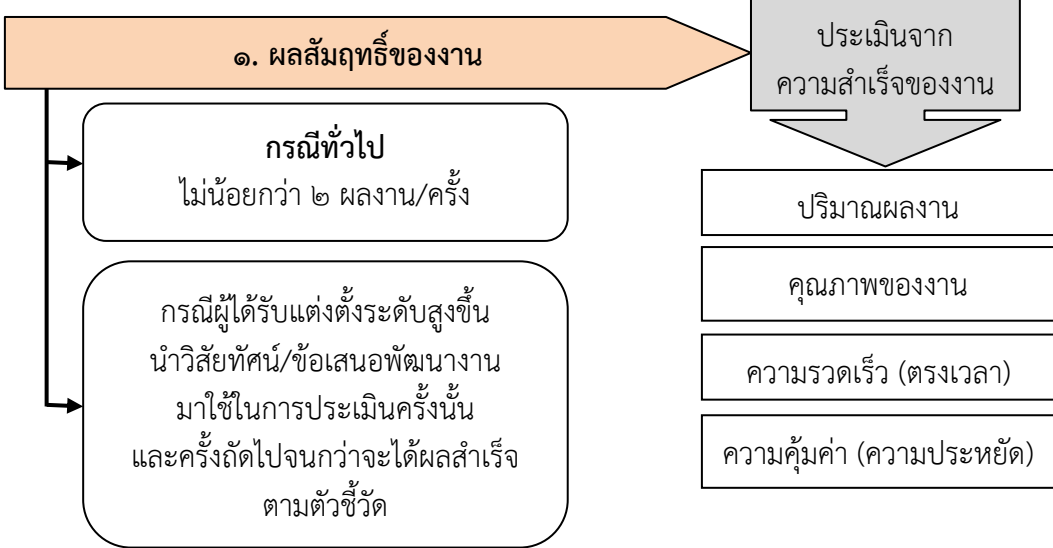 ๑. ผลสัมฤทธิ์ของงาน
ประเมินจาก
ความสำเร็จของงาน
กรณีทั่วไป
ไม่น้อยกว่า ๒ ผลงาน/ครั้ง
กรณีผู้ได้รับแต่งตั้งระดับสูงขึ้น
นำวิสัยทัศน์/ข้อเสนอพัฒนางาน
มาใช้ในการประเมินครั้งนั้น
และครั้งถัดไปจนกว่าจะได้ผลสำเร็จ
ตามตัวชี้วัด
ปริมาณผลงาน
คุณภาพของงาน
ความรวดเร็ว (ตรงเวลา)
ความคุ้มค่า (ความประหยัด)